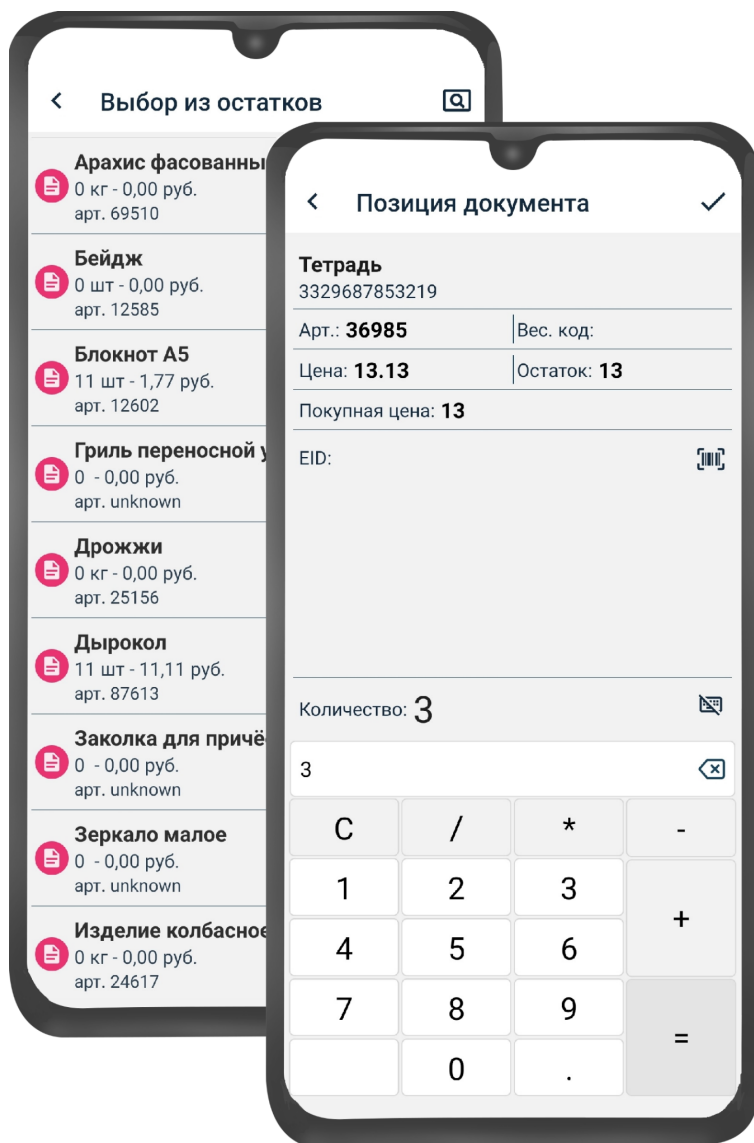 Выбор из остатков
Арахис фасованны
0 кг - 0,00 руб.
арт. 69510
Бейдж
0 шт - 0,00 руб.
арт. 12585
Блокнот А5
11 шт - 1,77 руб.
арт. 12602
Гриль переносной
0 - 0,00 руб.
арт. unknown
Дрожжи
0 кг - 0,00 руб.
арт. 25156
Дырокол
11 шт - 11,11 руб.
арт. 87613
Заколка для причё
0 - 0,00 руб.
арт. unknown
Зеркало малое
0 - 0,00 руб.
арт. unknown
Изделие колбасное
0 кг - 0,00 руб.
арт. 24617
Позиция документа
Тетрадь
3329687853219
Арт.: 36985 Вес. код:
Цена: 13.13 Остаток: 13
Покупная цена: 13
EID:
Количество: 3
3
C / * -
1 2 3
+
4 5 6
7 8 9
=
0 .